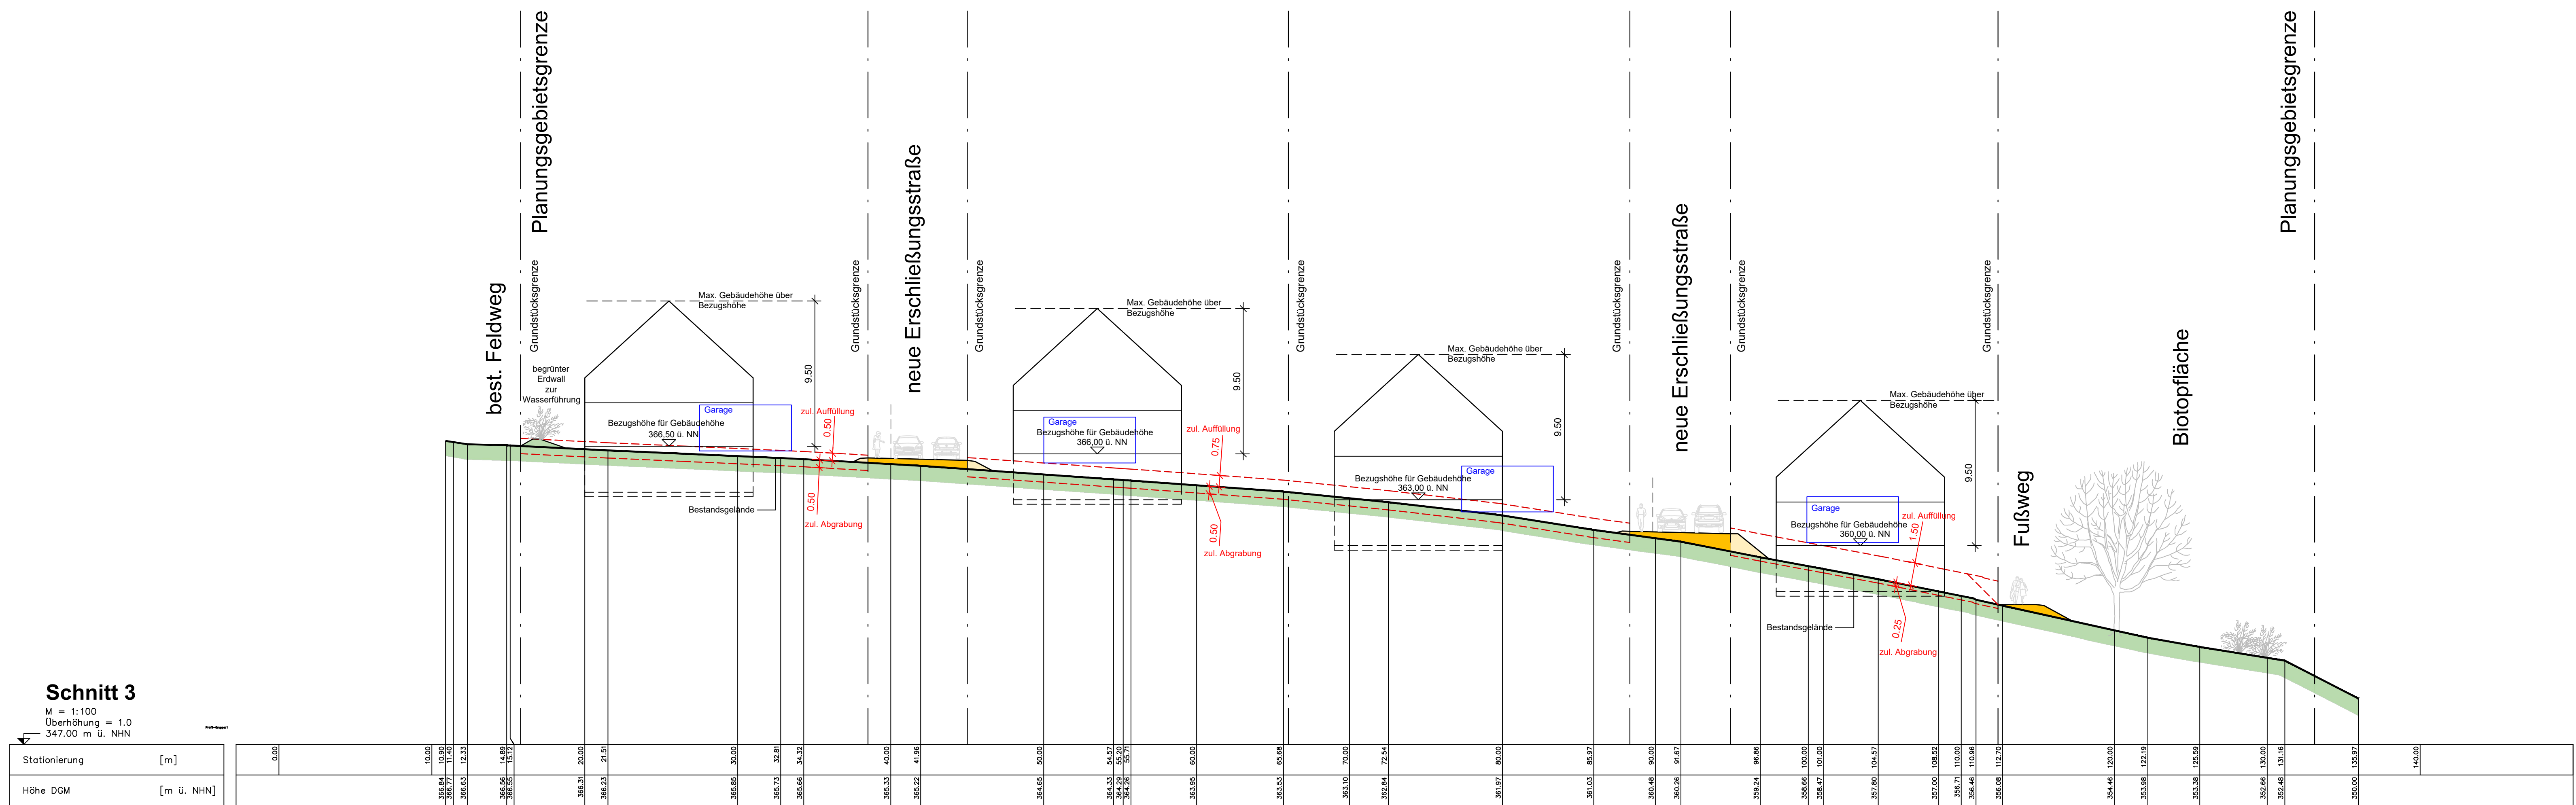 Planungsgebietsgrenze
Planungsgebietsgrenze
best. Feldweg
Grundstücksgrenze
Grundstücksgrenze
neue Erschließungsstraße
Grundstücksgrenze
Grundstücksgrenze
Grundstücksgrenze
neue Erschließungsstraße
Grundstücksgrenze
Grundstücksgrenze
Fußweg
Biotopfläche
begrünter
Erdwall
zur
Wasserführung
Max. Gebäudehöhe über
Bezugshöhe
9.50
Garage
Bezugshöhe für Gebäudehöhe
366,50 ü. NN
zul. Auffüllung
0.50
0.50
zul. Abgrabung
Bestandsgelände
Max. Gebäudehöhe über
Bezugshöhe
9.50
Garage
Bezugshöhe für Gebäudehöhe
366,00 ü. NN
zul. Auffüllung
0.75
0.50
zul. Abgrabung
Max. Gebäudehöhe über
Bezugshöhe
9.50
Garage
Bezugshöhe für Gebäudehöhe
363,00 ü. NN
Max. Gebäudehöhe über
Bezugshöhe
9.50
Garage
Bezugshöhe für Gebäudehöhe
360,00 ü. NN
zul. Auffüllung
1.50
0.25
zul. Abgrabung
Bestandsgelände
Schnitt 3
M = 1:100
Überhöhung = 1.0
347.00 m ü. NHN
Stationierung [m]
0.00 10.00 10.90 11.40 12.33 14.89 15.12 20.00 21.51 30.00 32.81 34.32 40.00 41.96 50.00 54.57 55.20 55.71 60.00 65.68 70.00 72.54 80.00 85.97 90.00 91.67 96.86 100.00 101.00 104.57 108.52 110.00 110.96 112.70 120.00 122.19 125.59 130.00 131.16 135.97 140.00
Höhe DGM [m ü. NHN]
366.84 366.77 366.63 366.56 366.55 366.31 366.23 365.85 365.73 365.66 365.33 365.22 364.65 364.33 364.29 364.26 363.95 363.53 363.10 362.84 361.97 361.03 360.48 360.26 359.24 358.66 358.47 357.80 357.00 356.71 356.46 356.08 354.46 353.98 353.38 352.66 352.48 350.00